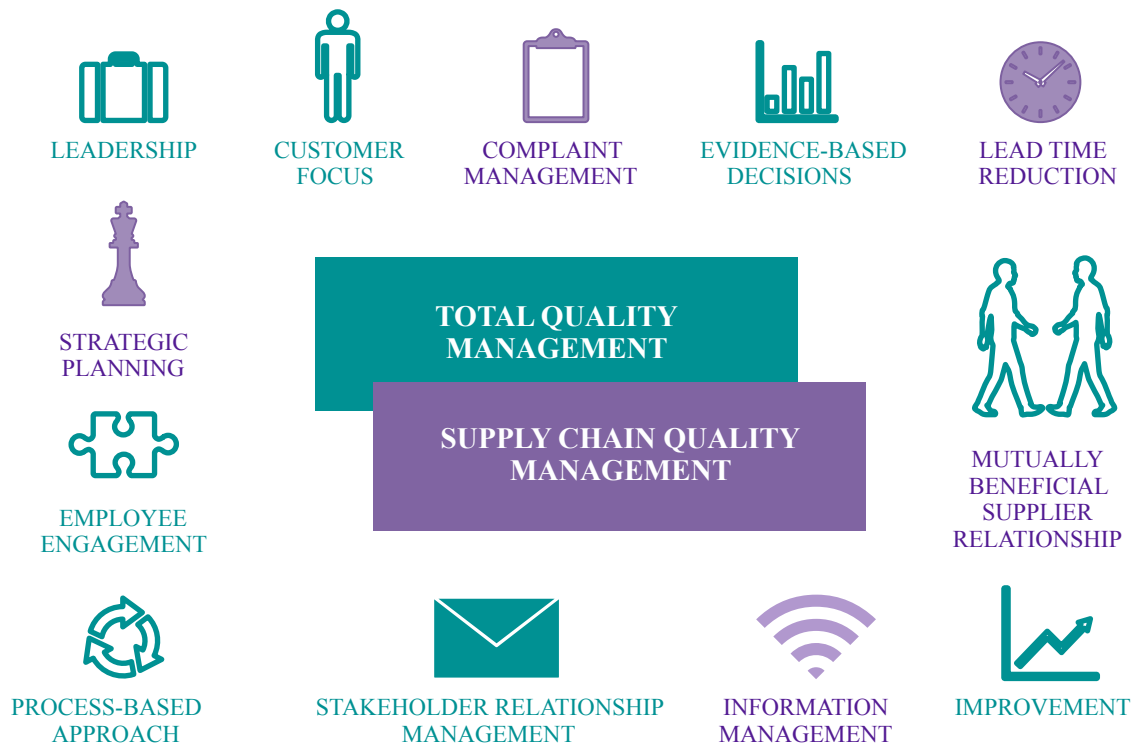 LEADERSHIP
CUSTOMER
FOCUS
COMPLAINT
MANAGEMENT
EVIDENCE-BASED
DECISIONS
LEAD TIME
REDUCTION
STRATEGIC
PLANNING
TOTAL QUALITY
MANAGEMENT
SUPPLY CHAIN QUALITY
MANAGEMENT
MUTUALLY
BENEFICIAL
SUPPLIER
RELATIONSHIP
EMPLOYEE
ENGAGEMENT
PROCESS-BASED
APPROACH
STAKEHOLDER RELATIONSHIP
MANAGEMENT
INFORMATION
MANAGEMENT
IMPROVEMENT